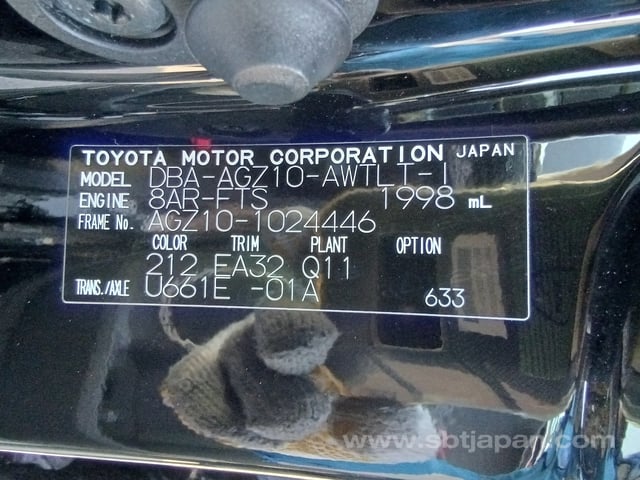 TOYOTA MOTOR CORPORATION JAPAN
MODEL DBA-AGZ10-AWTLT-I
ENGINE 8AR-FTS 1998 mL
FRAME No. AGZ10-1024446
COLOR TRIM PLANT OPTION
212 EA32 Q11
TRANS./AXLE U661E -01A 633
www.sbtjapan.com